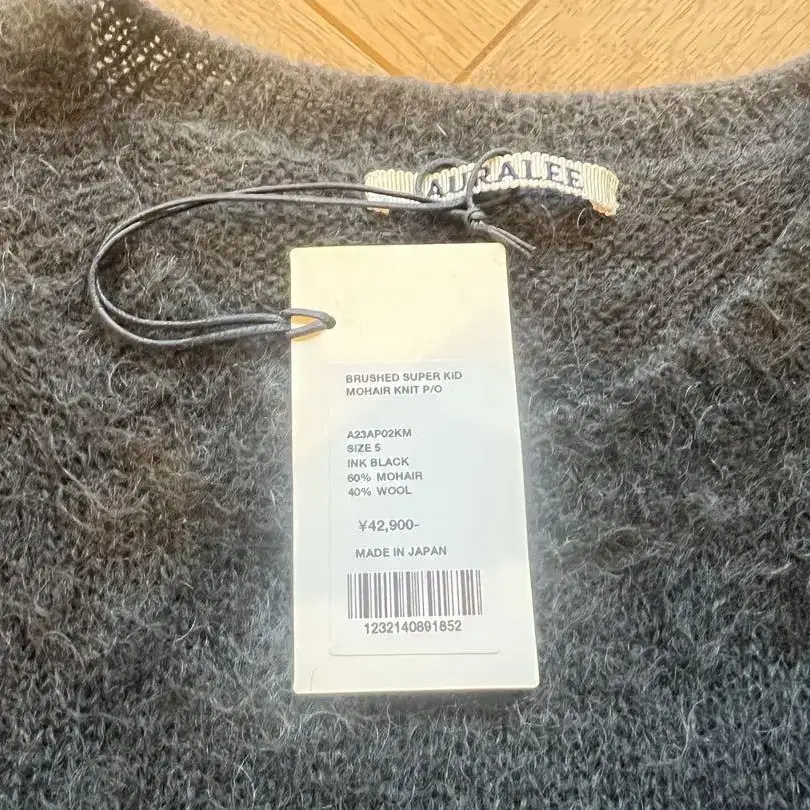 AURALEE
BRUSHED SUPER KID
MOHAIR KNIT P/O
A23AP02KM
SIZE 5
INK BLACK
60% MOHAIR
40% WOOL
¥42,900-
MADE IN JAPAN
1232140891852